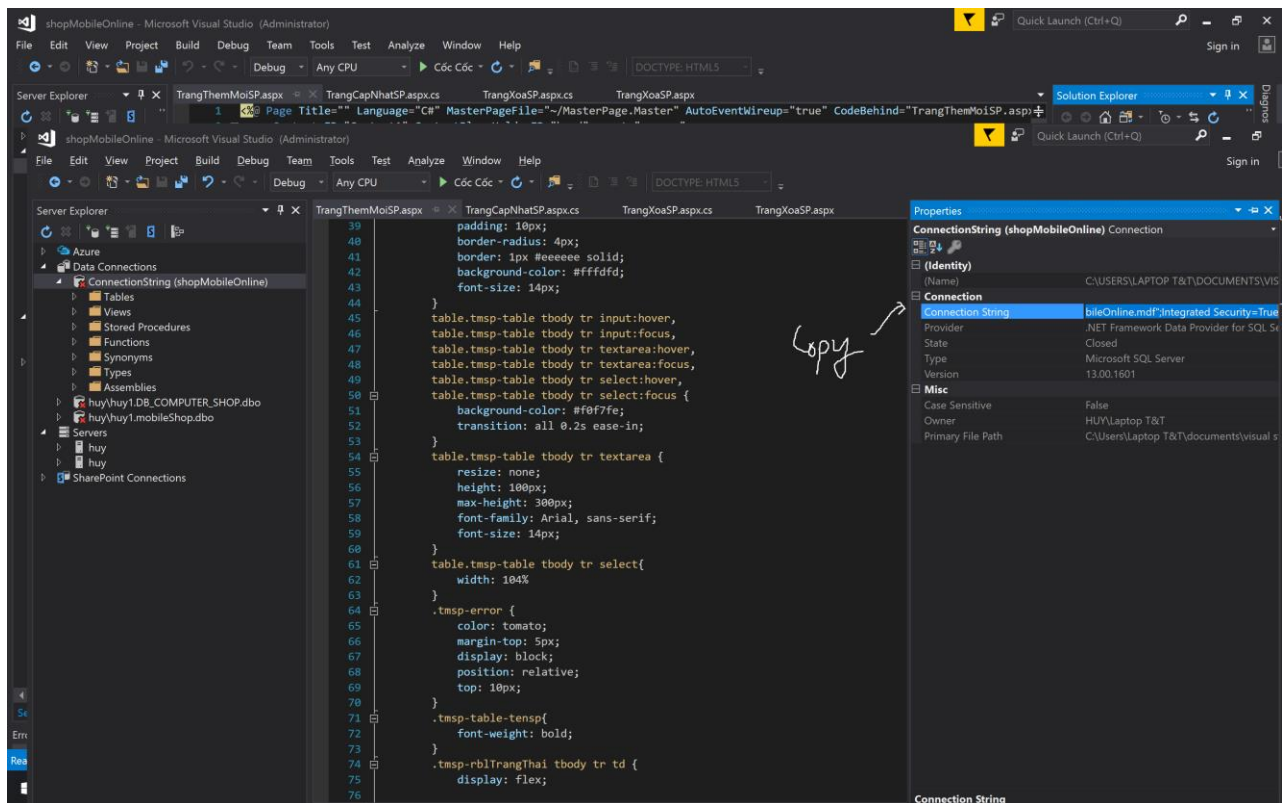 shopMobileOnline - Microsoft Visual Studio (Administrator)
Quick Launch (Ctrl+Q)
File Edit View Project Build Debug Team Tools Test Analyze Window Help
Sign in
Debug Any CPU Cốc Cốc DOCTYPE: HTML5
Server Explorer
TrangThemMoiSP.aspx TrangCapNhatSP.aspx.cs TrangXoaSP.aspx.cs TrangXoaSP.aspx
Solution Explorer
Diagnos
1 <%@ Page Title="" Language="C#" MasterPageFile="~/MasterPage.Master" AutoEventWireup="true" CodeBehind="TrangThemMoiSP.aspx
shopMobileOnline - Microsoft Visual Studio (Administrator)
Quick Launch (Ctrl+Q)
File Edit View Project Build Debug Team Tools Test Analyze Window Help
Sign in
Debug Any CPU Cốc Cốc DOCTYPE: HTML5
Server Explorer
Azure
Data Connections
ConnectionString (shopMobileOnline)
Tables
Views
Stored Procedures
Functions
Synonyms
Types
Assemblies
huy\huy1.DB_COMPUTER_SHOP.dbo
huy\huy1.mobileShop.dbo
Servers
huy
huy
SharePoint Connections
TrangThemMoiSP.aspx TrangCapNhatSP.aspx.cs TrangXoaSP.aspx.cs TrangXoaSP.aspx
39 padding: 10px;
40 border-radius: 4px;
41 border: 1px #eeeeee solid;
42 background-color: #fffdfd;
43 font-size: 14px;
44 }
45 table.tmsp-table tbody tr input:hover,
46 table.tmsp-table tbody tr input:focus,
47 table.tmsp-table tbody tr textarea:hover,
48 table.tmsp-table tbody tr textarea:focus,
49 table.tmsp-table tbody tr select:hover,
50 table.tmsp-table tbody tr select:focus {
51 background-color: #f0f7fe;
52 transition: all 0.2s ease-in;
53 }
54 table.tmsp-table tbody tr textarea {
55 resize: none;
56 height: 100px;
57 max-height: 300px;
58 font-family: Arial, sans-serif;
59 font-size: 14px;
60 }
61 table.tmsp-table tbody tr select{
62 width: 104%
63 }
64 .tmsp-error {
65 color: tomato;
66 margin-top: 5px;
67 display: block;
68 position: relative;
69 top: 10px;
70 }
71 .tmsp-table-tensp{
72 font-weight: bold;
73 }
74 .tmsp-rblTrangThai tbody tr td {
75 display: flex;
76
Copy
Properties
ConnectionString (shopMobileOnline) Connection
(Identity)
(Name) C:\USERS\LAPTOP T&T\DOCUMENTS\VIS
Connection
Connection String bileOnline.mdf";Integrated Security=True
Provider .NET Framework Data Provider for SQL Se
State Closed
Type Microsoft SQL Server
Version 13.00.1601
Misc
Case Sensitive False
Owner HUY\Laptop T&T
Primary File Path C:\Users\Laptop T&T\documents\visual s
Connection String
Se
Erro
Rea